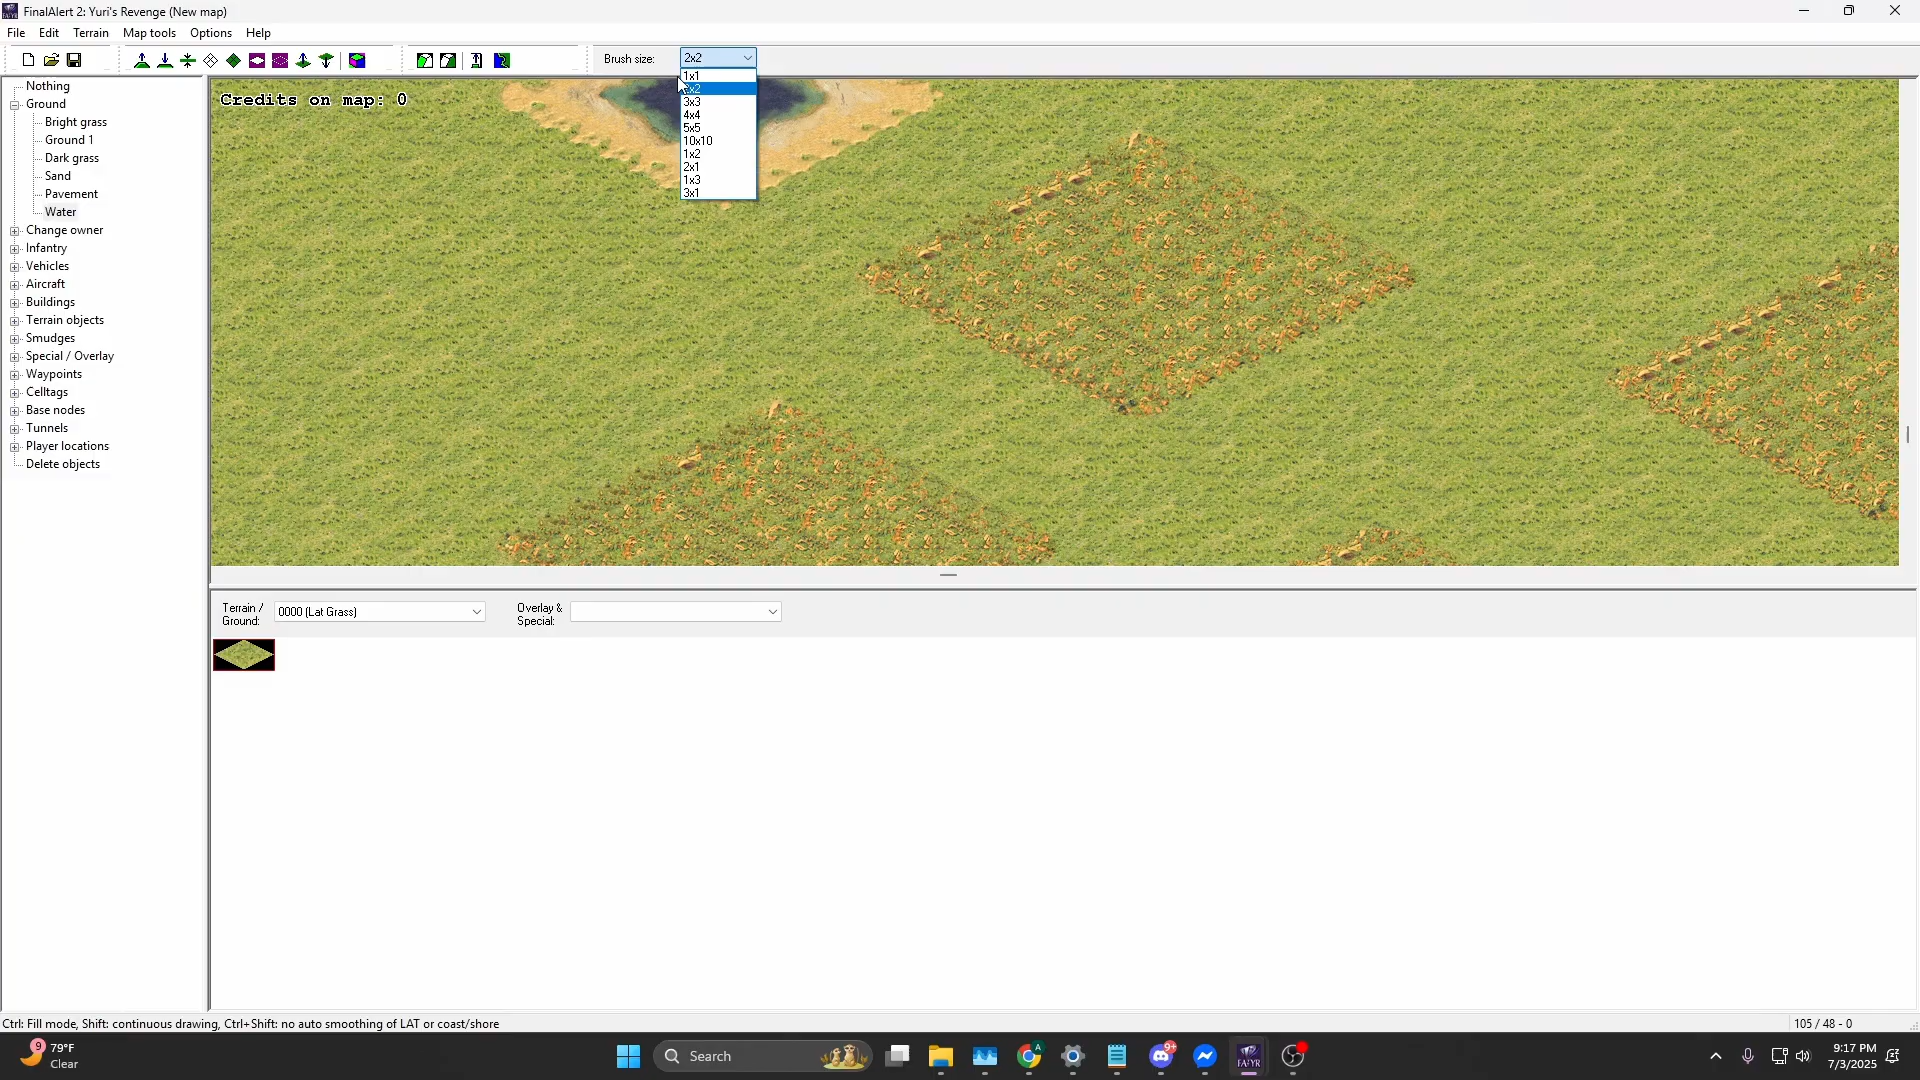 FinalAlert 2: Yuri's Revenge (New map)
File Edit Terrain Map tools Options Help
Brush size: 2x2
1x1
2x2
3x3
4x4
5x5
10x10
1x2
2x1
1x3
3x1
Nothing
Ground
Bright grass
Ground 1
Dark grass
Sand
Pavement
Water
Change owner
Infantry
Vehicles
Aircraft
Buildings
Terrain objects
Smudges
Special / Overlay
Waypoints
Celltags
Base nodes
Tunnels
Player locations
Delete objects
Credits on map: 0
Terrain /
Ground:
0000 (Lat Grass)
Overlay &
Special:
Ctrl: Fill mode, Shift: continuous drawing, Ctrl+Shift: no auto smoothing of LAT or coast/shore
105 / 48 - 0
9
79°F
Clear
Search
A
9+
FA2YR
9:17 PM
7/3/2025